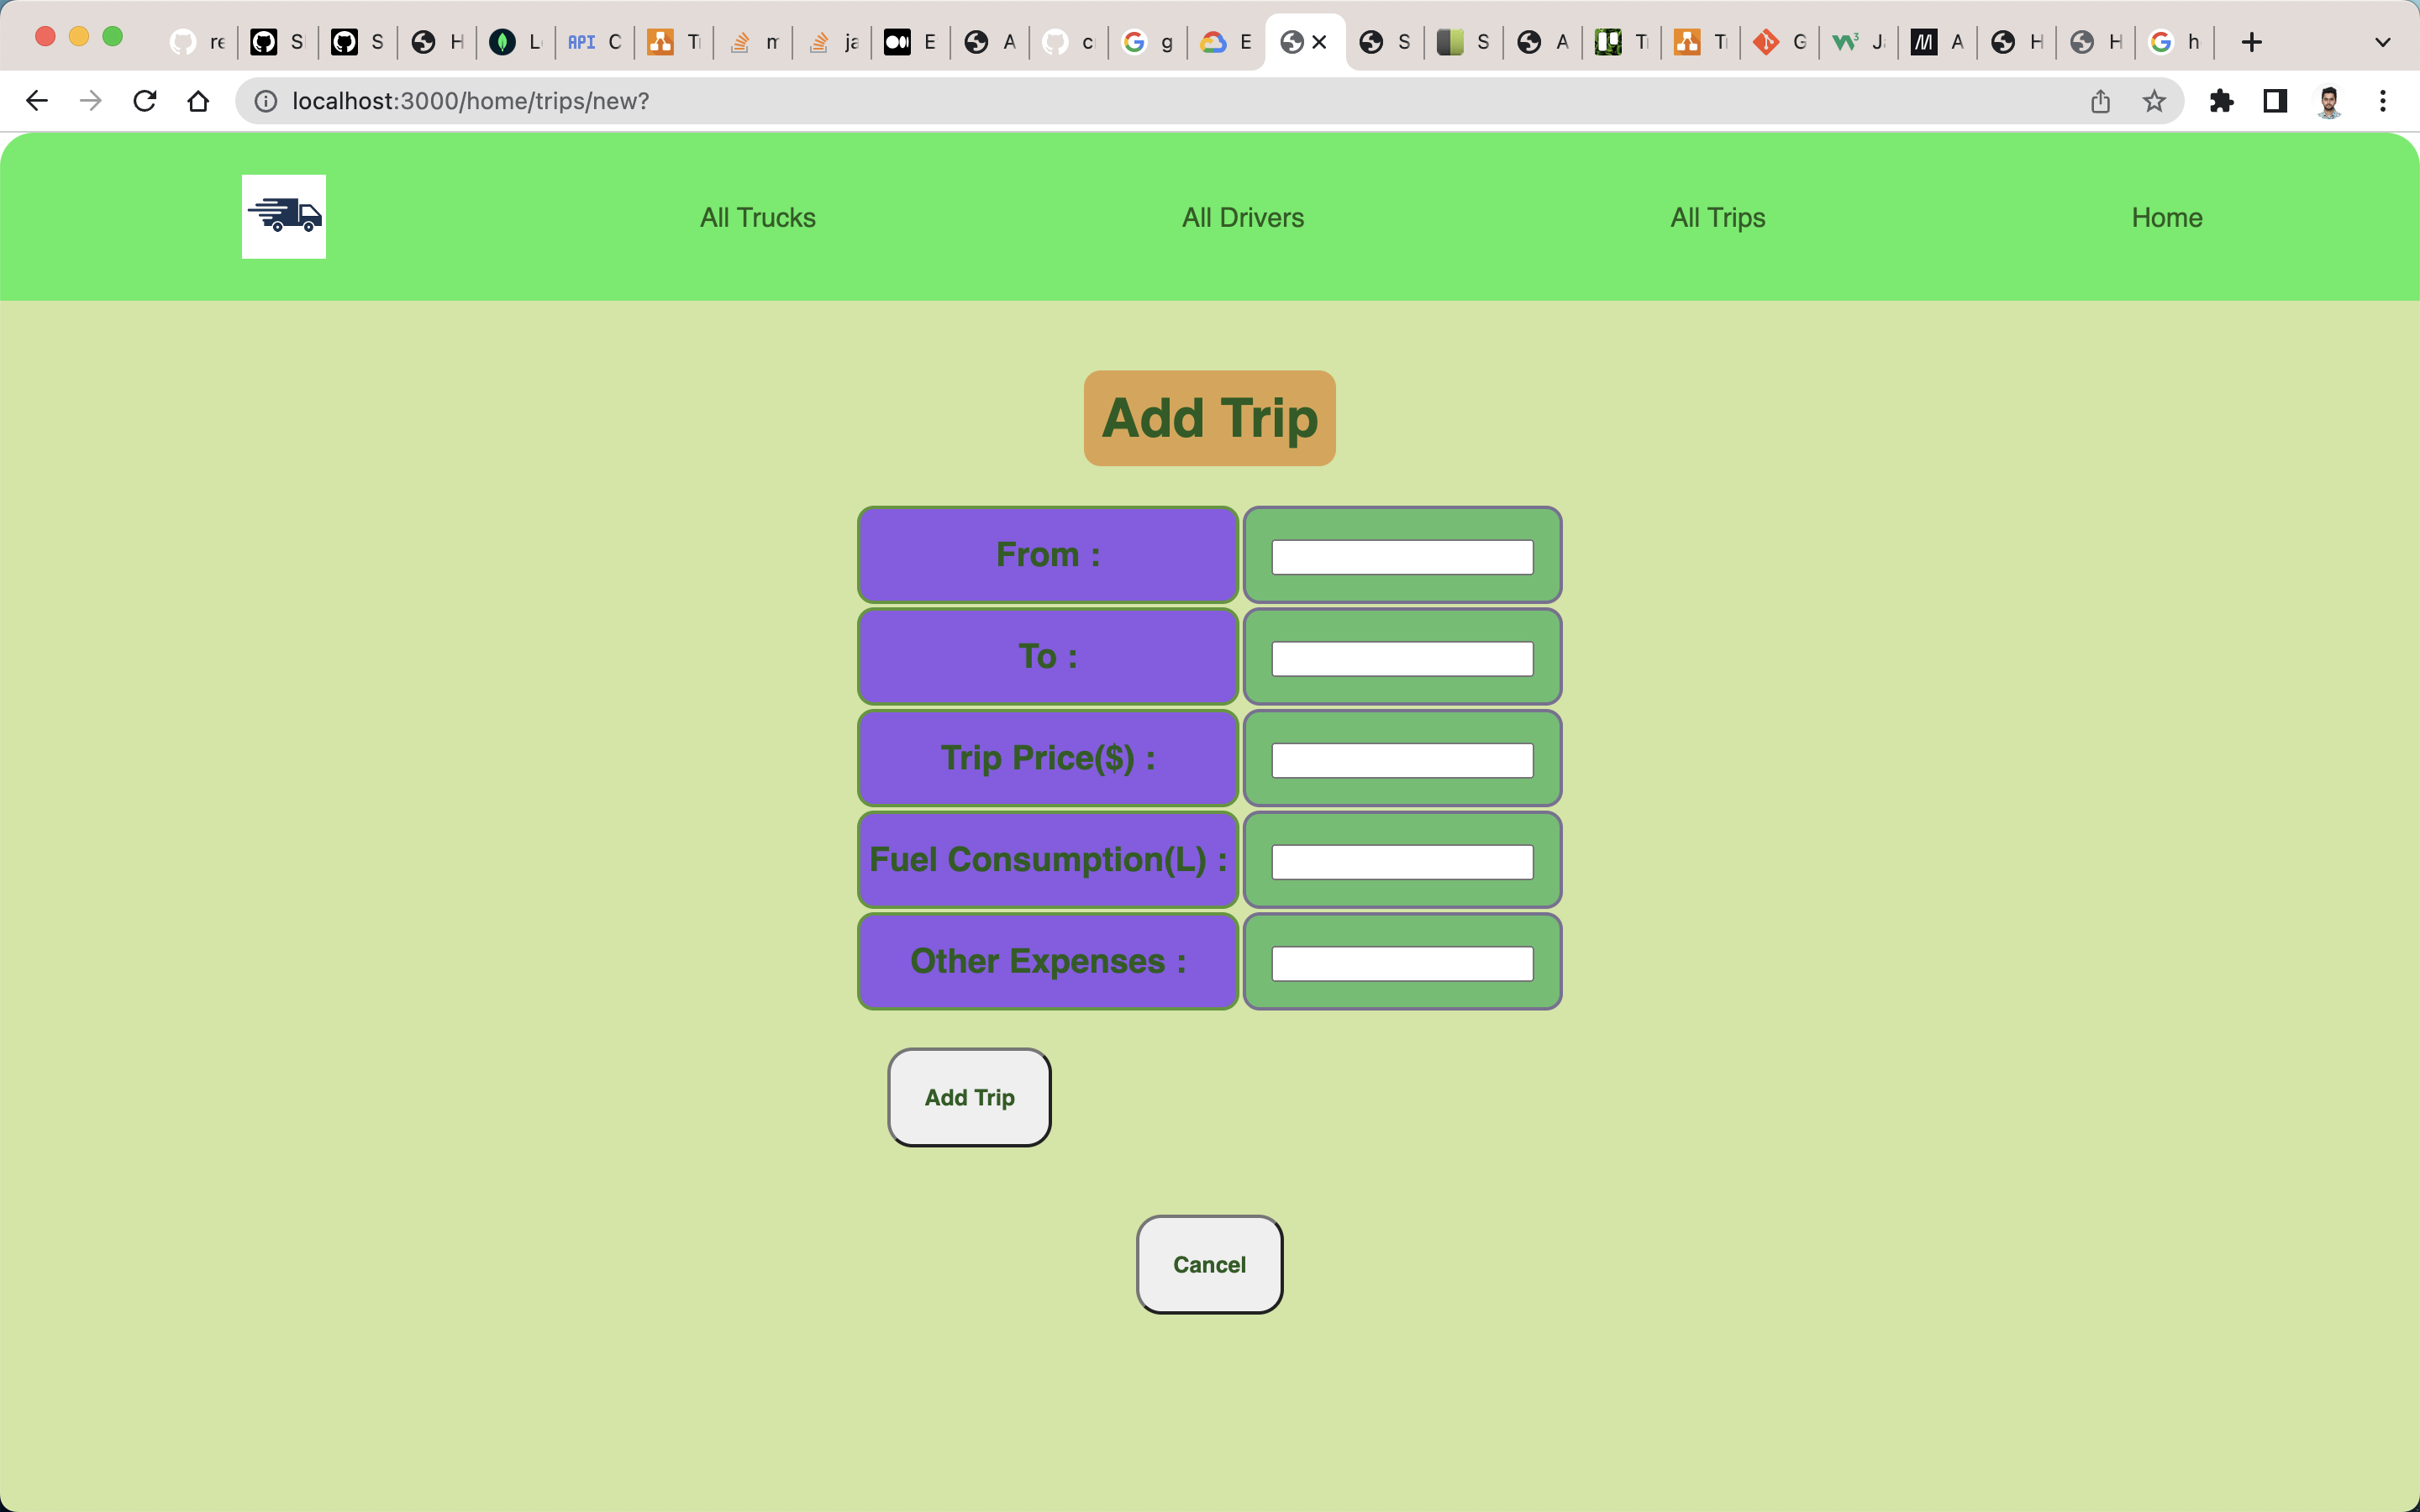 re S S H L API C T m ja E A c g E S S A T T G J A H H h
localhost:3000/home/trips/new?
All Trucks All Drivers All Trips Home
Add Trip
From :
To :
Trip Price($) :
Fuel Consumption(L) :
Other Expenses :
Add Trip
Cancel